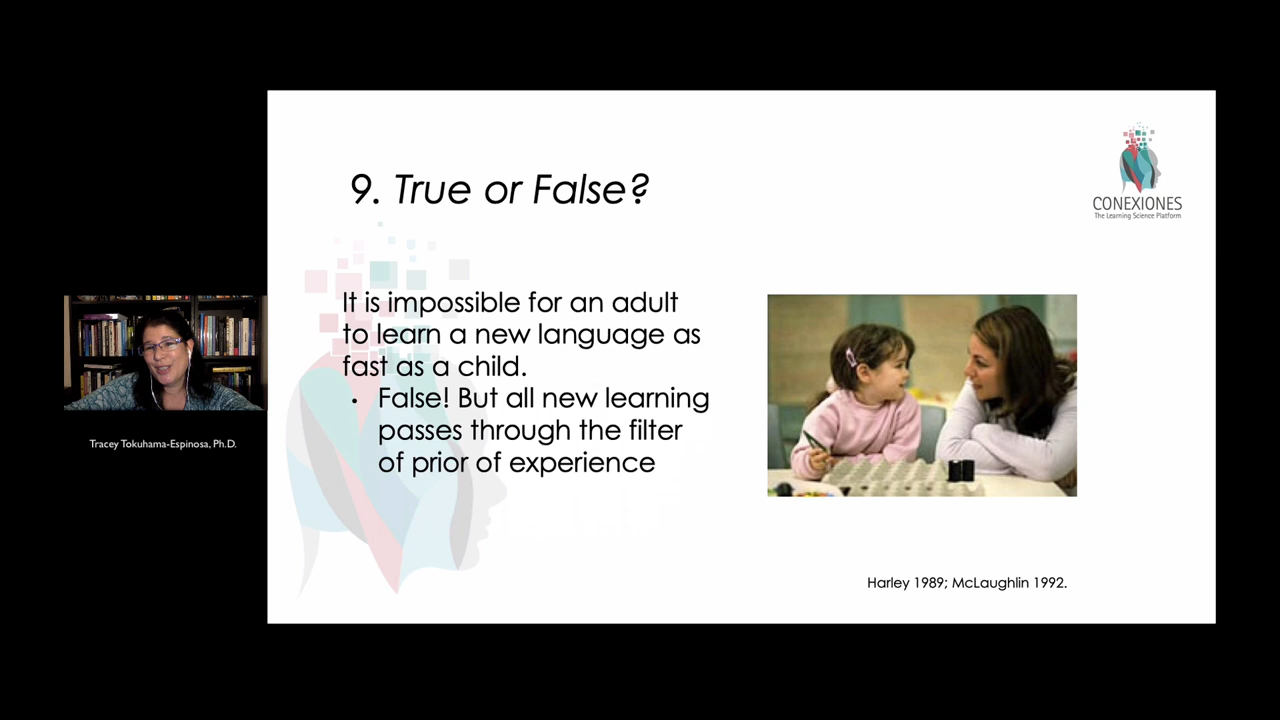 9. True or False?
CONEXIONES
The Learning Science Platform
It is impossible for an adult
to learn a new language as
fast as a child.
• False! But all new learning
passes through the filter
of prior of experience
Tracey Tokuhama-Espinosa, Ph.D.
Harley 1989; McLaughlin 1992.